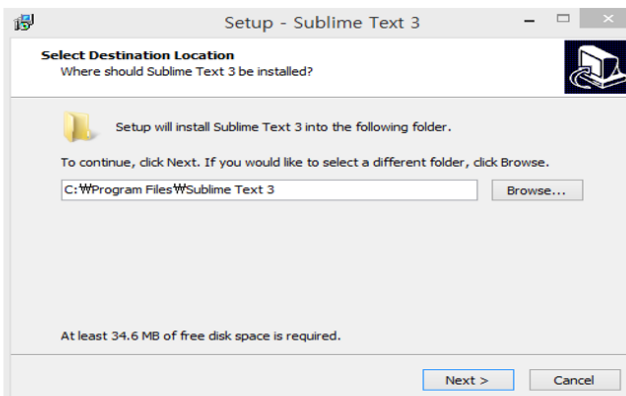 Setup - Sublime Text 3
Select Destination Location
Where should Sublime Text 3 be installed?
Setup will install Sublime Text 3 into the following folder.
To continue, click Next. If you would like to select a different folder, click Browse.
C:₩Program Files₩Sublime Text 3
Browse...
At least 34.6 MB of free disk space is required.
Next >
Cancel